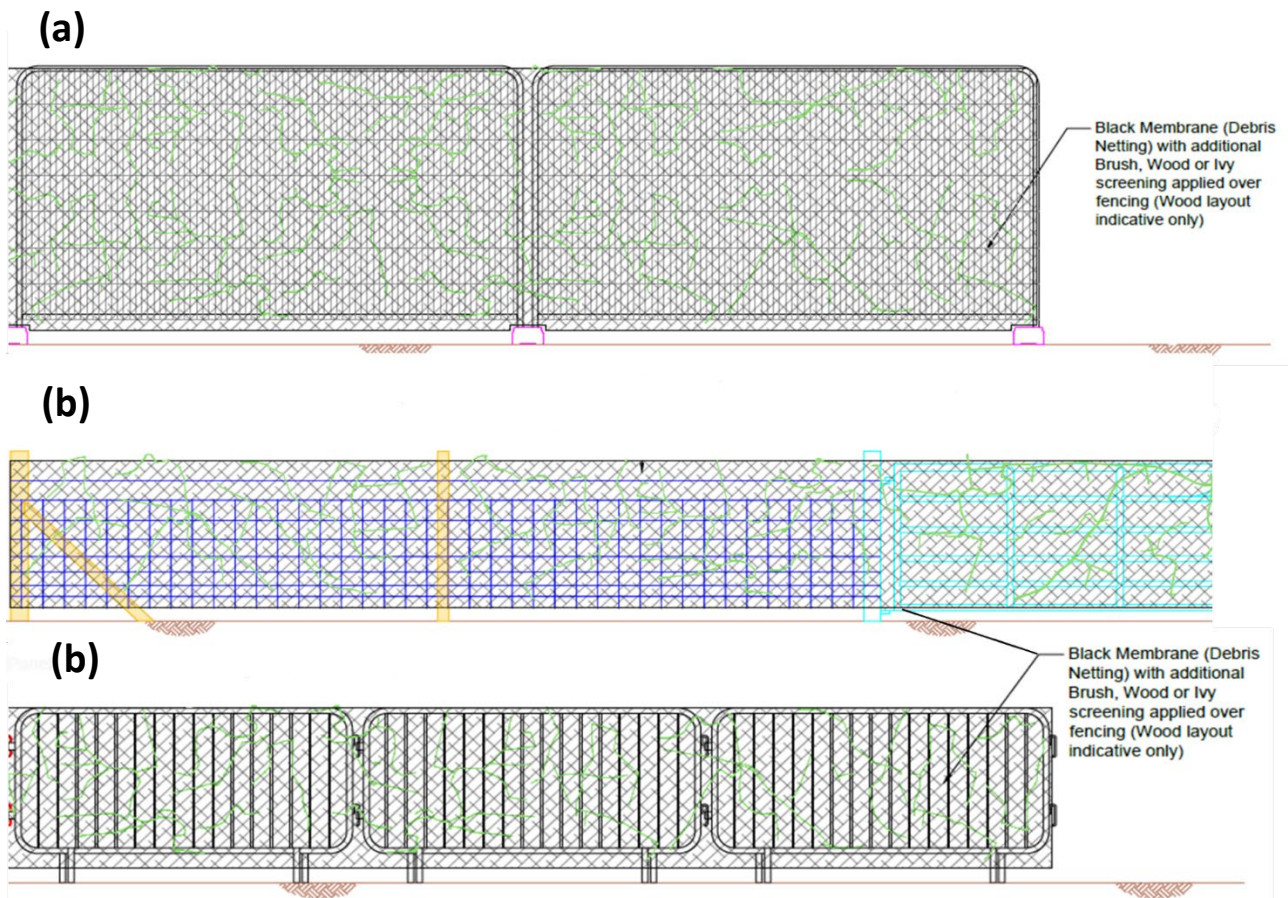 (a)
Black Membrane (Debris
Netting) with additional
Brush, Wood or Ivy
screening applied over
fencing (Wood layout
indicative only)
(b)
(b)
Black Membrane (Debris
Netting) with additional
Brush, Wood or Ivy
screening applied over
fencing (Wood layout
indicative only)